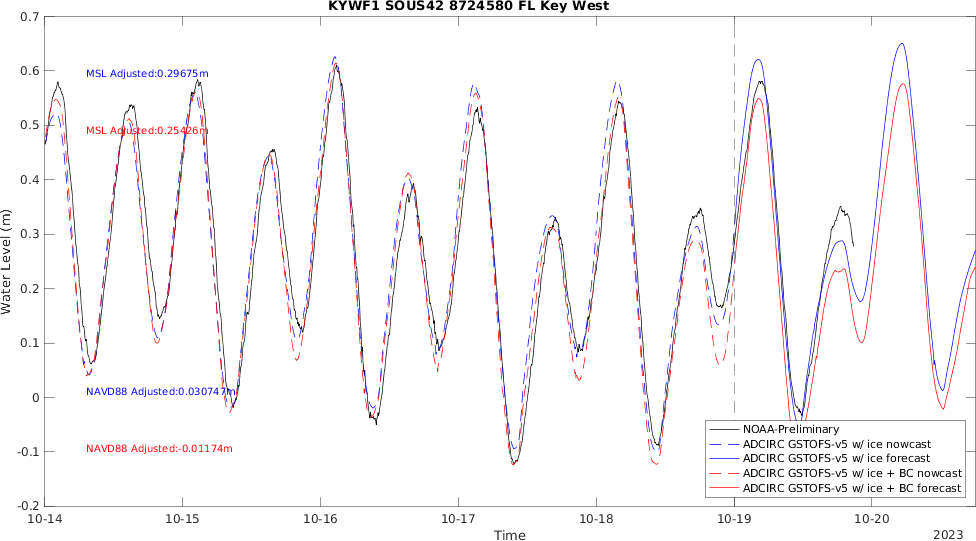 KYWF1 SOUS42 8724580 FL Key West
0.7
0.6
0.5
0.4
0.3
0.2
0.1
0
-0.1
-0.2
Water Level (m)
MSL Adjusted:0.29675m
MSL Adjusted:0.25426m
NAVD88 Adjusted:0.030747m
NAVD88 Adjusted:-0.01174m
NOAA-Preliminary
ADCIRC GSTOFS-v5 w/ ice nowcast
ADCIRC GSTOFS-v5 w/ ice forecast
ADCIRC GSTOFS-v5 w/ ice + BC nowcast
ADCIRC GSTOFS-v5 w/ ice + BC forecast
10-14 10-15 10-16 10-17 10-18 10-19 10-20
Time
2023